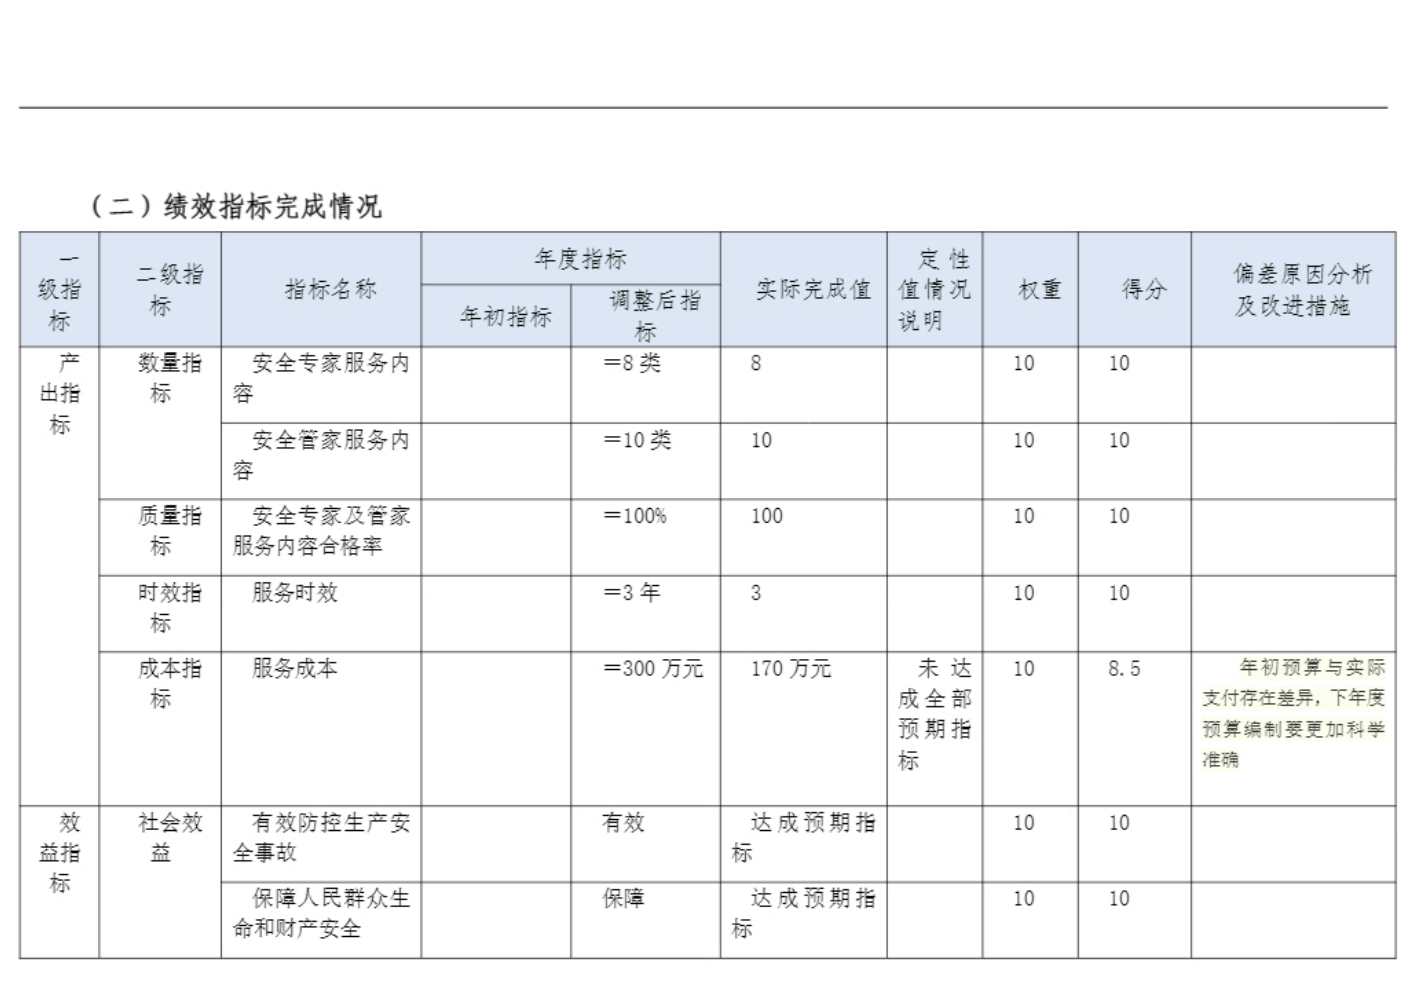 （二）绩效指标完成情况
一级指标
二级指标
指标名称
年度指标
年初指标
调整后指标
实际完成值
定性值情况说明
权重
得分
偏差原因分析
及改进措施
产出指标
数量指标
安全专家服务内
容
=8 类
8
10
10
安全管家服务内
容
=10 类
10
10
10
质量指标
安全专家及管家
服务内容合格率
=100%
100
10
10
时效指标
服务时效
=3 年
3
10
10
成本指标
服务成本
=300 万元
170 万元
未达
成全部
预期指
标
10
8.5
年初预算与实际
支付存在差异，下年度
预算编制要更加科学
准确
效益指标
社会效益
有效防控生产安
全事故
有效
达成预期指
标
10
10
保障人民群众生
命和财产安全
保障
达成预期指
标
10
10